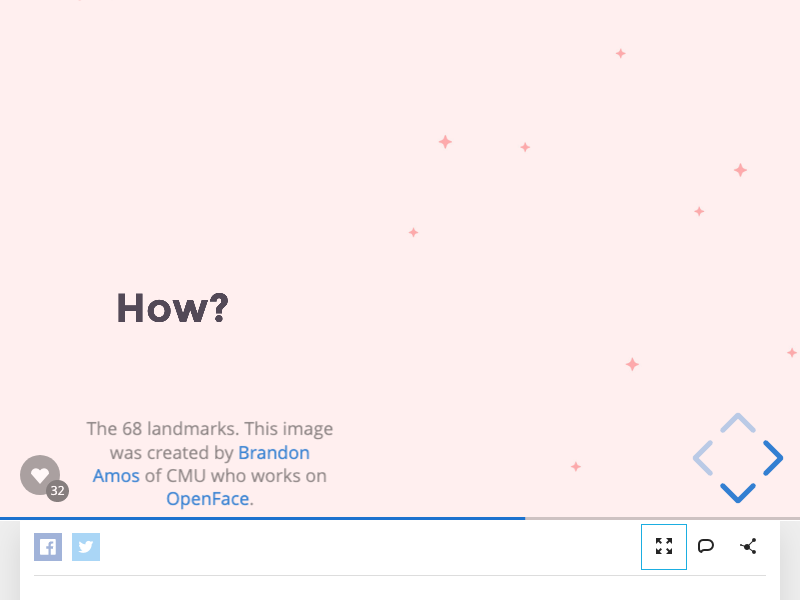 How?
The 68 landmarks. This image
was created by Brandon
Amos of CMU who works on
OpenFace.
32